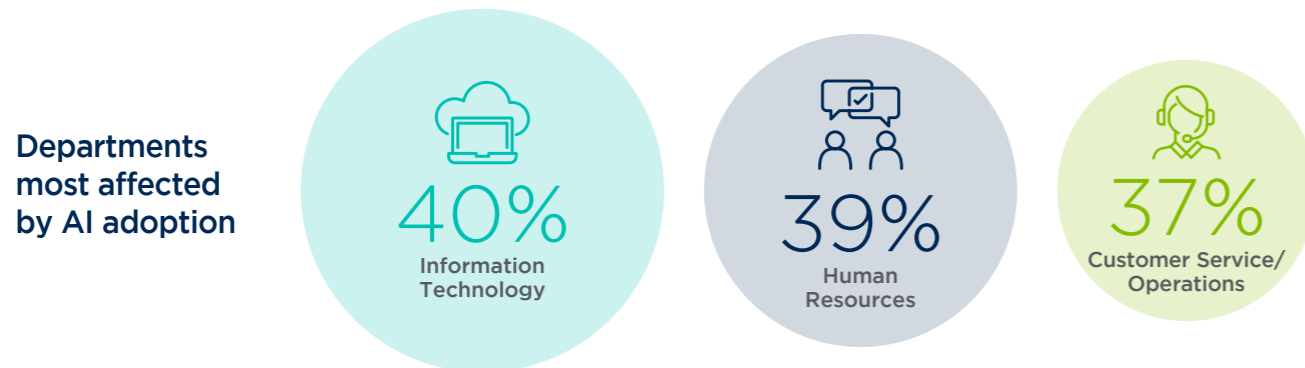 Departments
most affected
by AI adoption
40%
Information
Technology
39%
Human
Resources
37%
Customer Service/
Operations